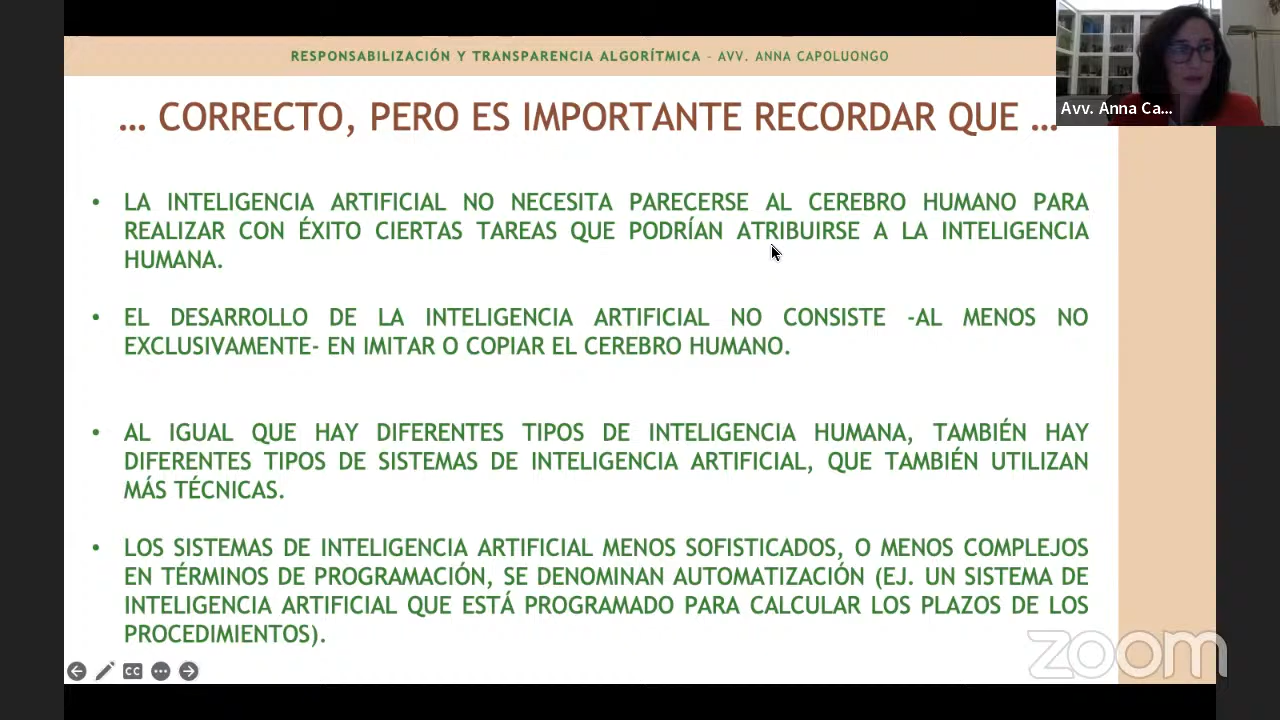 RESPONSABILIZACIÓN Y TRANSPARENCIA ALGORÍTMICA – AVV. ANNA CAPOLUONGO
Avv. Anna Ca...
... CORRECTO, PERO ES IMPORTANTE RECORDAR QUE ...
• LA INTELIGENCIA ARTIFICIAL NO NECESITA PARECERSE AL CEREBRO HUMANO PARA
REALIZAR CON ÉXITO CIERTAS TAREAS QUE PODRÍAN ATRIBUIRSE A LA INTELIGENCIA
HUMANA.
• EL DESARROLLO DE LA INTELIGENCIA ARTIFICIAL NO CONSISTE -AL MENOS NO
EXCLUSIVAMENTE- EN IMITAR O COPIAR EL CEREBRO HUMANO.
• AL IGUAL QUE HAY DIFERENTES TIPOS DE INTELIGENCIA HUMANA, TAMBIÉN HAY
DIFERENTES TIPOS DE SISTEMAS DE INTELIGENCIA ARTIFICIAL, QUE TAMBIÉN UTILIZAN
MÁS TÉCNICAS.
• LOS SISTEMAS DE INTELIGENCIA ARTIFICIAL MENOS SOFISTICADOS, O MENOS COMPLEJOS
EN TÉRMINOS DE PROGRAMACIÓN, SE DENOMINAN AUTOMATIZACIÓN (EJ. UN SISTEMA DE
INTELIGENCIA ARTIFICIAL QUE ESTÁ PROGRAMADO PARA CALCULAR LOS PLAZOS DE LOS
PROCEDIMIENTOS).
zoom
CC